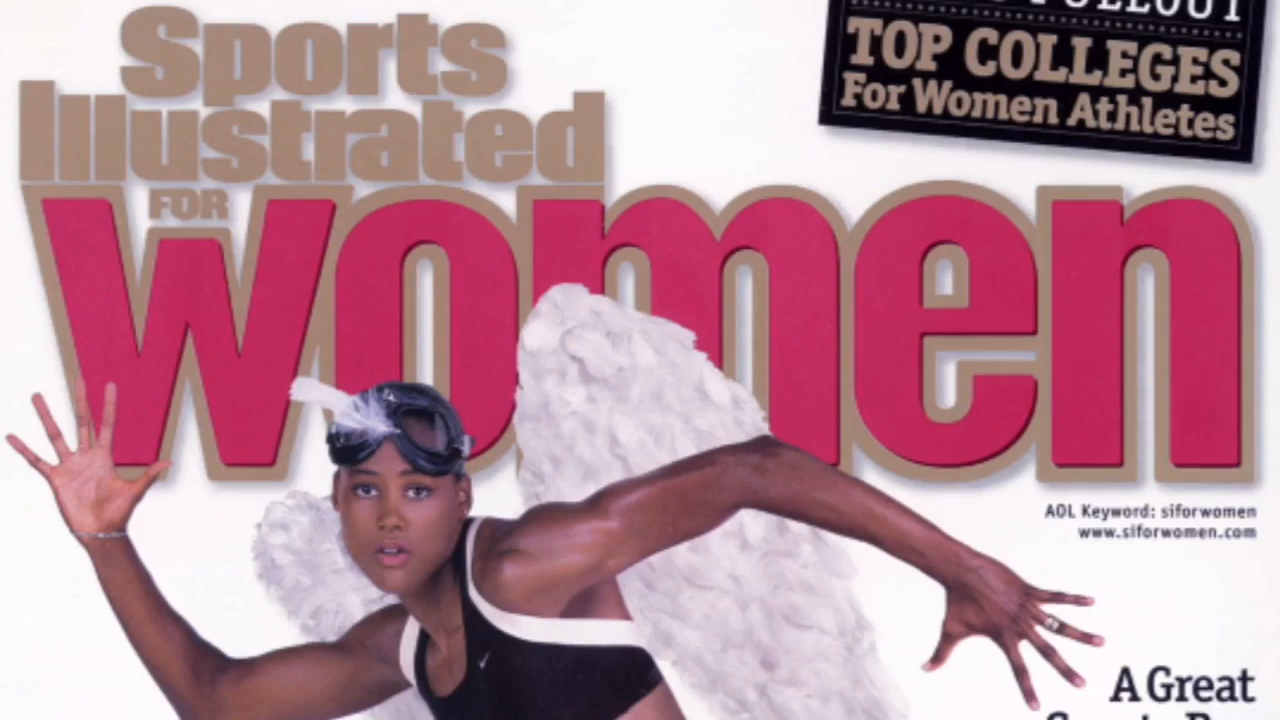 Sports
Illustrated
FOR
women
TOP COLLEGES
For Women Athletes
AOL Keyword: siforwomen
www.siforwomen.com
A Great